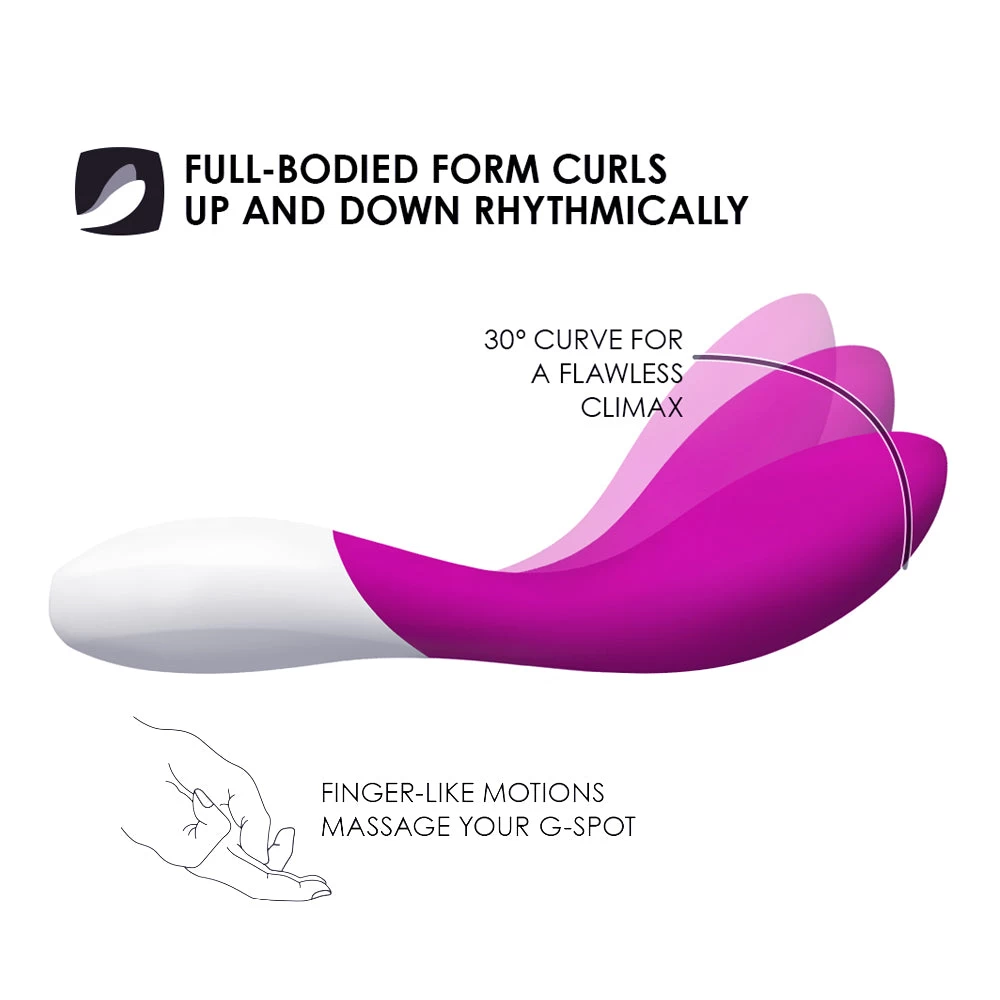 FULL-BODIED FORM CURLS
UP AND DOWN RHYTHMICALLY
30° CURVE FOR
A FLAWLESS
CLIMAX
FINGER-LIKE MOTIONS
MASSAGE YOUR G-SPOT